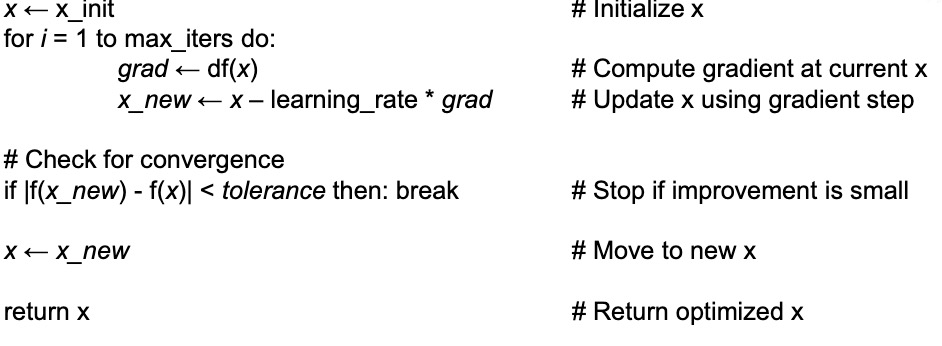 x ← x_init # Initialize x
for i = 1 to max_iters do:
grad ← df(x) # Compute gradient at current x
x_new ← x – learning_rate * grad # Update x using gradient step
# Check for convergence
if |f(x_new) - f(x)| < tolerance then: break # Stop if improvement is small
x ← x_new # Move to new x
return x # Return optimized x